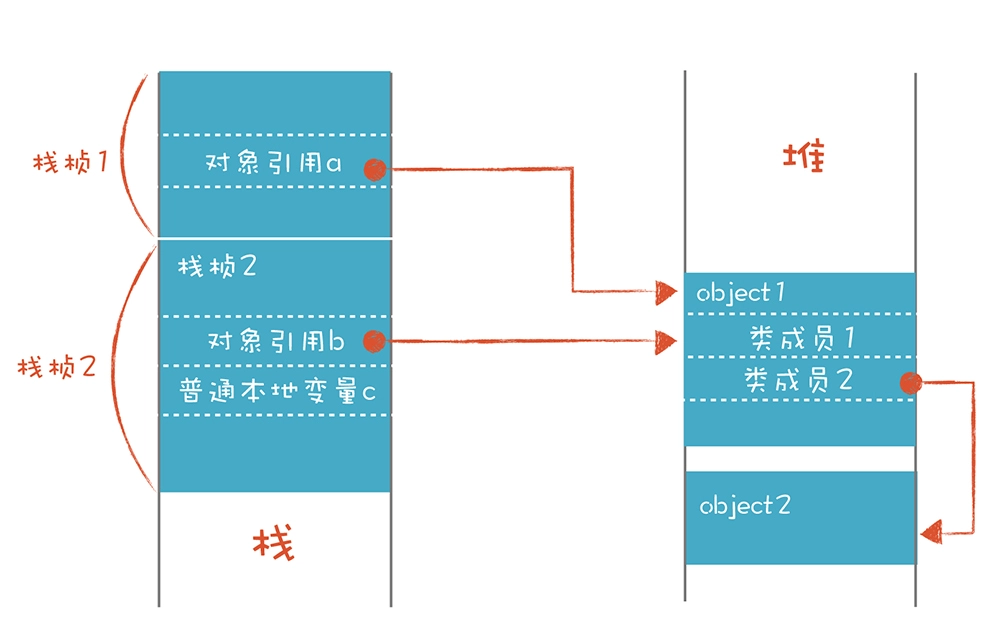 栈桢1
对象引用a
栈桢2
栈桢2
对象引用b
普通本地变量c
栈
堆
object1
类成员1
类成员2
object2